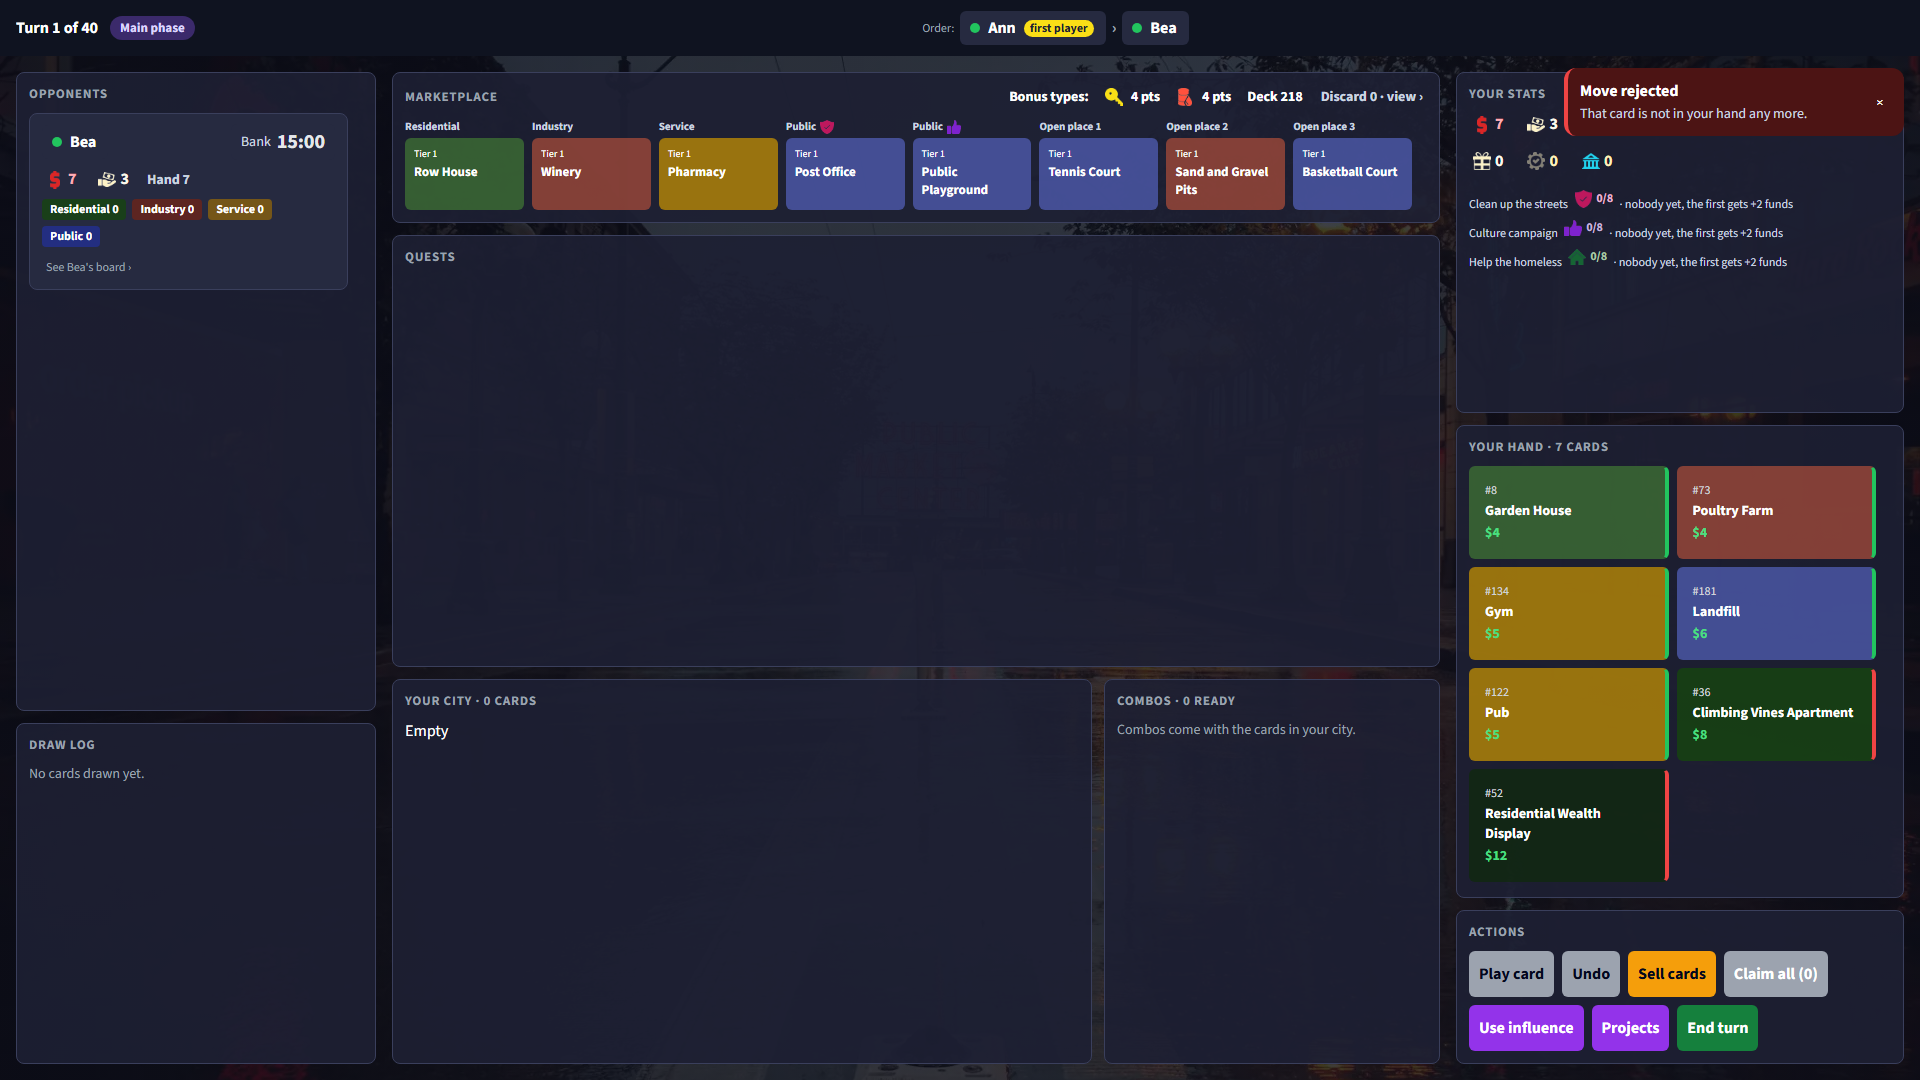 Turn 1 of 40
Main phase
Order:
Ann first player
›
Bea
OPPONENTS
Bea
Bank 15:00
7
3
Hand 7
Residential 0
Industry 0
Service 0
Public 0
See Bea's board ›
DRAW LOG
No cards drawn yet.
MARKETPLACE
Bonus types:
4 pts
4 pts
Deck 218
Discard 0 · view ›
Residential
Tier 1
Row House
Industry
Tier 1
Winery
Service
Tier 1
Pharmacy
Public
Tier 1
Post Office
Public
Tier 1
Public
Playground
Open place 1
Tier 1
Tennis Court
Open place 2
Tier 1
Sand and Gravel
Pits
Open place 3
Tier 1
Basketball Court
QUESTS
YOUR CITY · 0 CARDS
Empty
COMBOS · 0 READY
Combos come with the cards in your city.
YOUR STATS
Move rejected
That card is not in your hand any more.
×
7
3
0
0
0
Clean up the streets 0/8 · nobody yet, the first gets +2 funds
Culture campaign 0/8 · nobody yet, the first gets +2 funds
Help the homeless 0/8 · nobody yet, the first gets +2 funds
YOUR HAND · 7 CARDS
#8
Garden House
$4
#73
Poultry Farm
$4
#134
Gym
$5
#181
Landfill
$6
#122
Pub
$5
#36
Climbing Vines Apartment
$8
#52
Residential Wealth
Display
$12
ACTIONS
Play card
Undo
Sell cards
Claim all (0)
Use influence
Projects
End turn